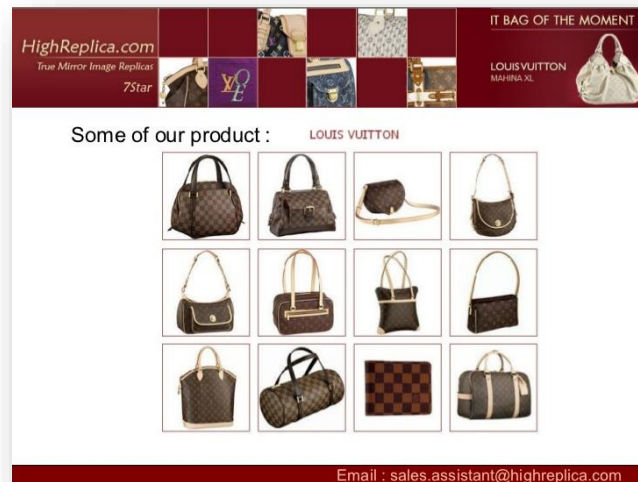 HighReplica.com
True Mirror Image Replicas
7Star
IT BAG OF THE MOMENT
LOUIS VUITTON
MAHINA XL
Some of our product :
LOUIS VUITTON
Email : sales.assistant@highreplica.com